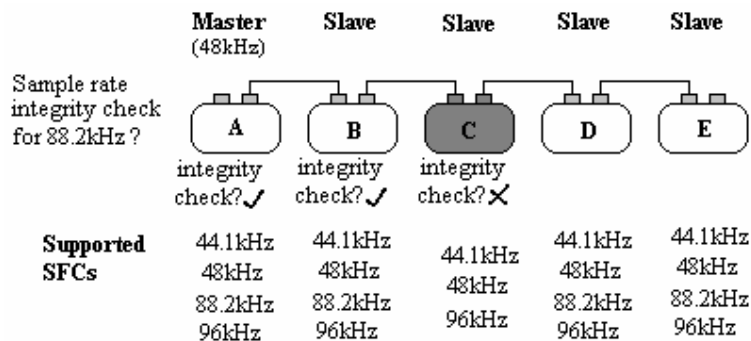 Master Slave Slave Slave Slave
(48kHz)
Sample rate
integrity check
for 88.2kHz ?
A B C D E
integrity integrity integrity
check? ✓ check? ✓ check? ✗
Supported 44.1kHz 44.1kHz 44.1kHz 44.1kHz 44.1kHz
SFCs 48kHz 48kHz 48kHz 48kHz 48kHz
88.2kHz 88.2kHz 88.2kHz 88.2kHz
96kHz 96kHz 96kHz 96kHz 96kHz